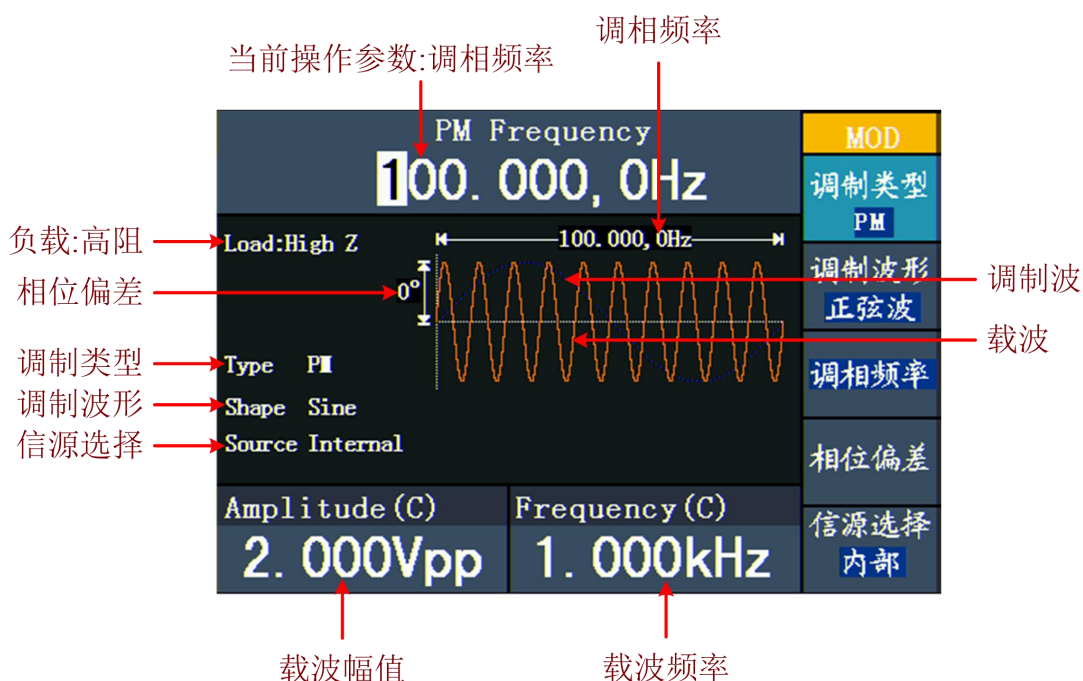 调相频率
当前操作参数:调相频率
PM Frequency
100.000,0Hz
MOD
调制类型
PM
负载:高阻
Load:High Z
100.000,0Hz
调制波形
正弦波
相位偏差
0°
调制波
载波
调制类型
Type PM
调相频率
调制波形
Shape Sine
信源选择
Source Internal
相位偏差
Amplitude(C)
Frequency(C)
2.000Vpp
1.000kHz
信源选择
内部
载波幅值
载波频率